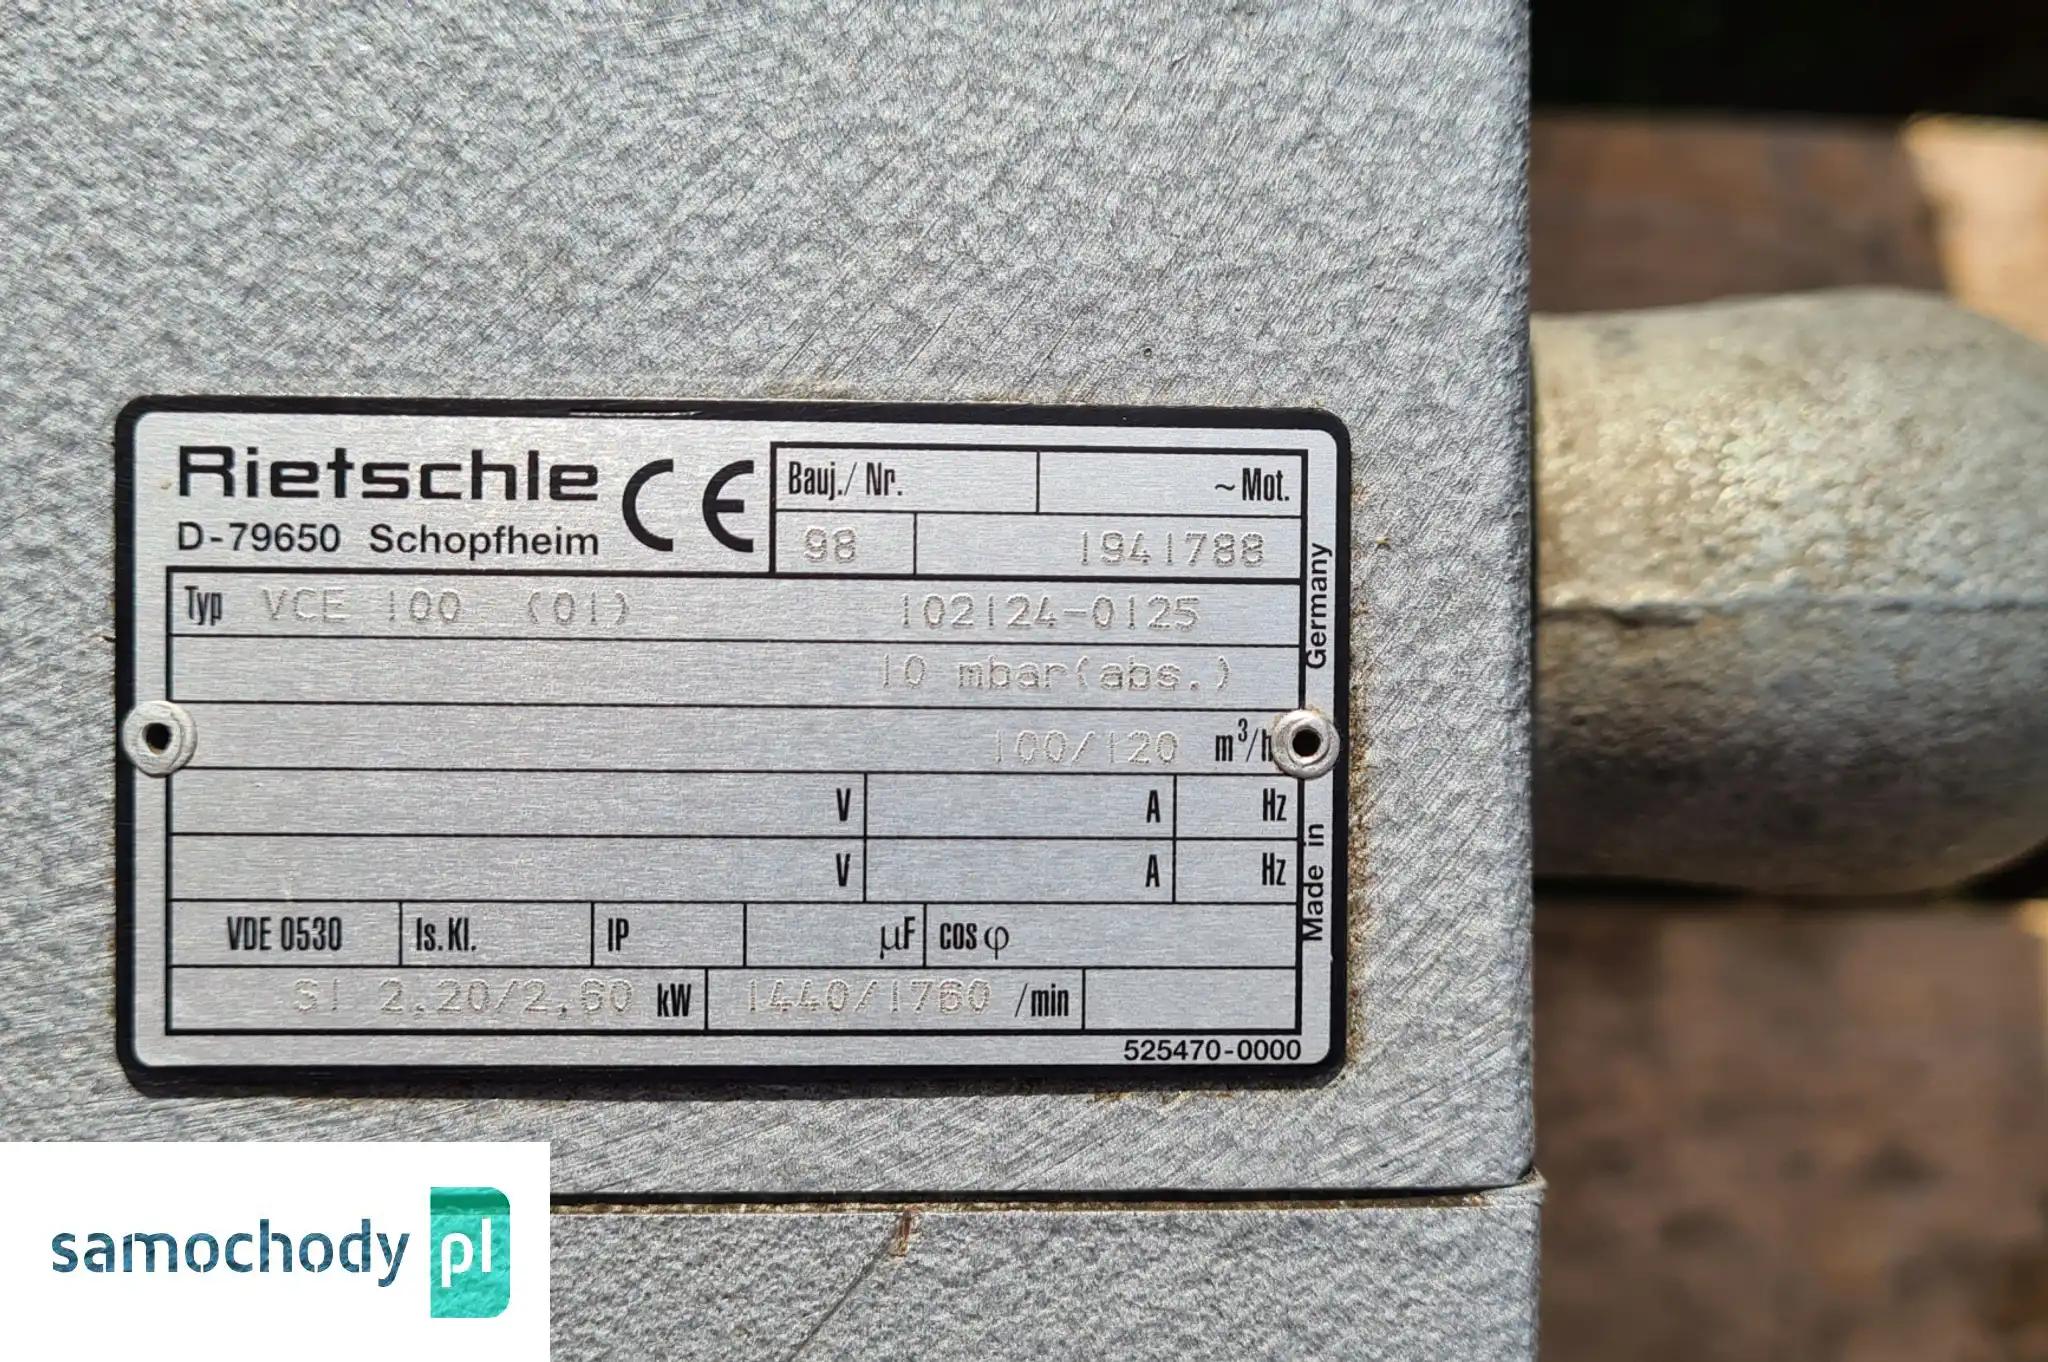 Rietschle CE
D-79650 Schopfheim
Bauj./ Nr. ~ Mot.
98 1941788
Typ VCE 100 (01) 102124-0125
10 mbar(abs.)
100/120 m³/h
V A Hz
V A Hz
VDE 0530 Is.Kl. IP µF cos φ
S1 2,20/2,60 kW 1440/1760 /min
525470-0000
Made in Germany
samochody pl